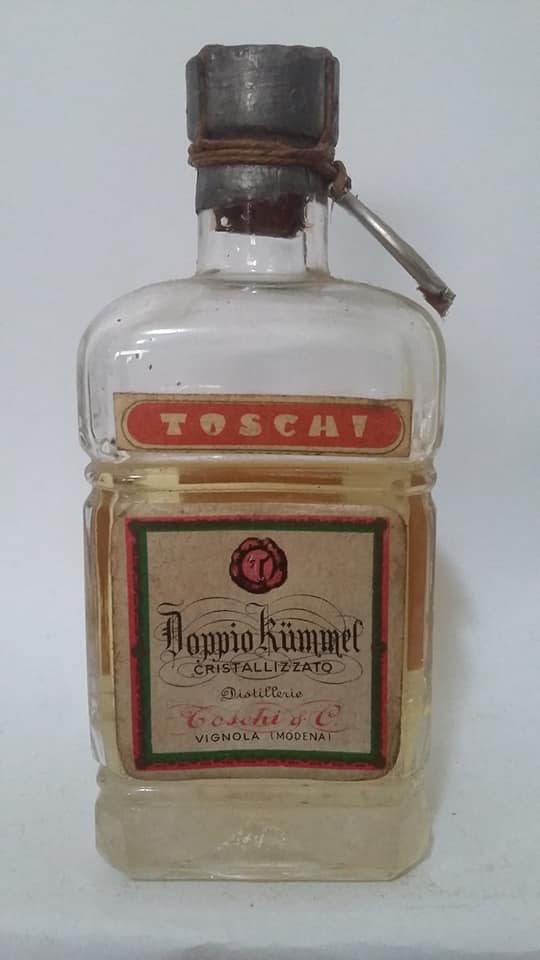 TOSCHI
T
Doppio Kümmel
CRISTALLIZZATO
Distillerie
Toschi & C.
VIGNOLA (MODENA)